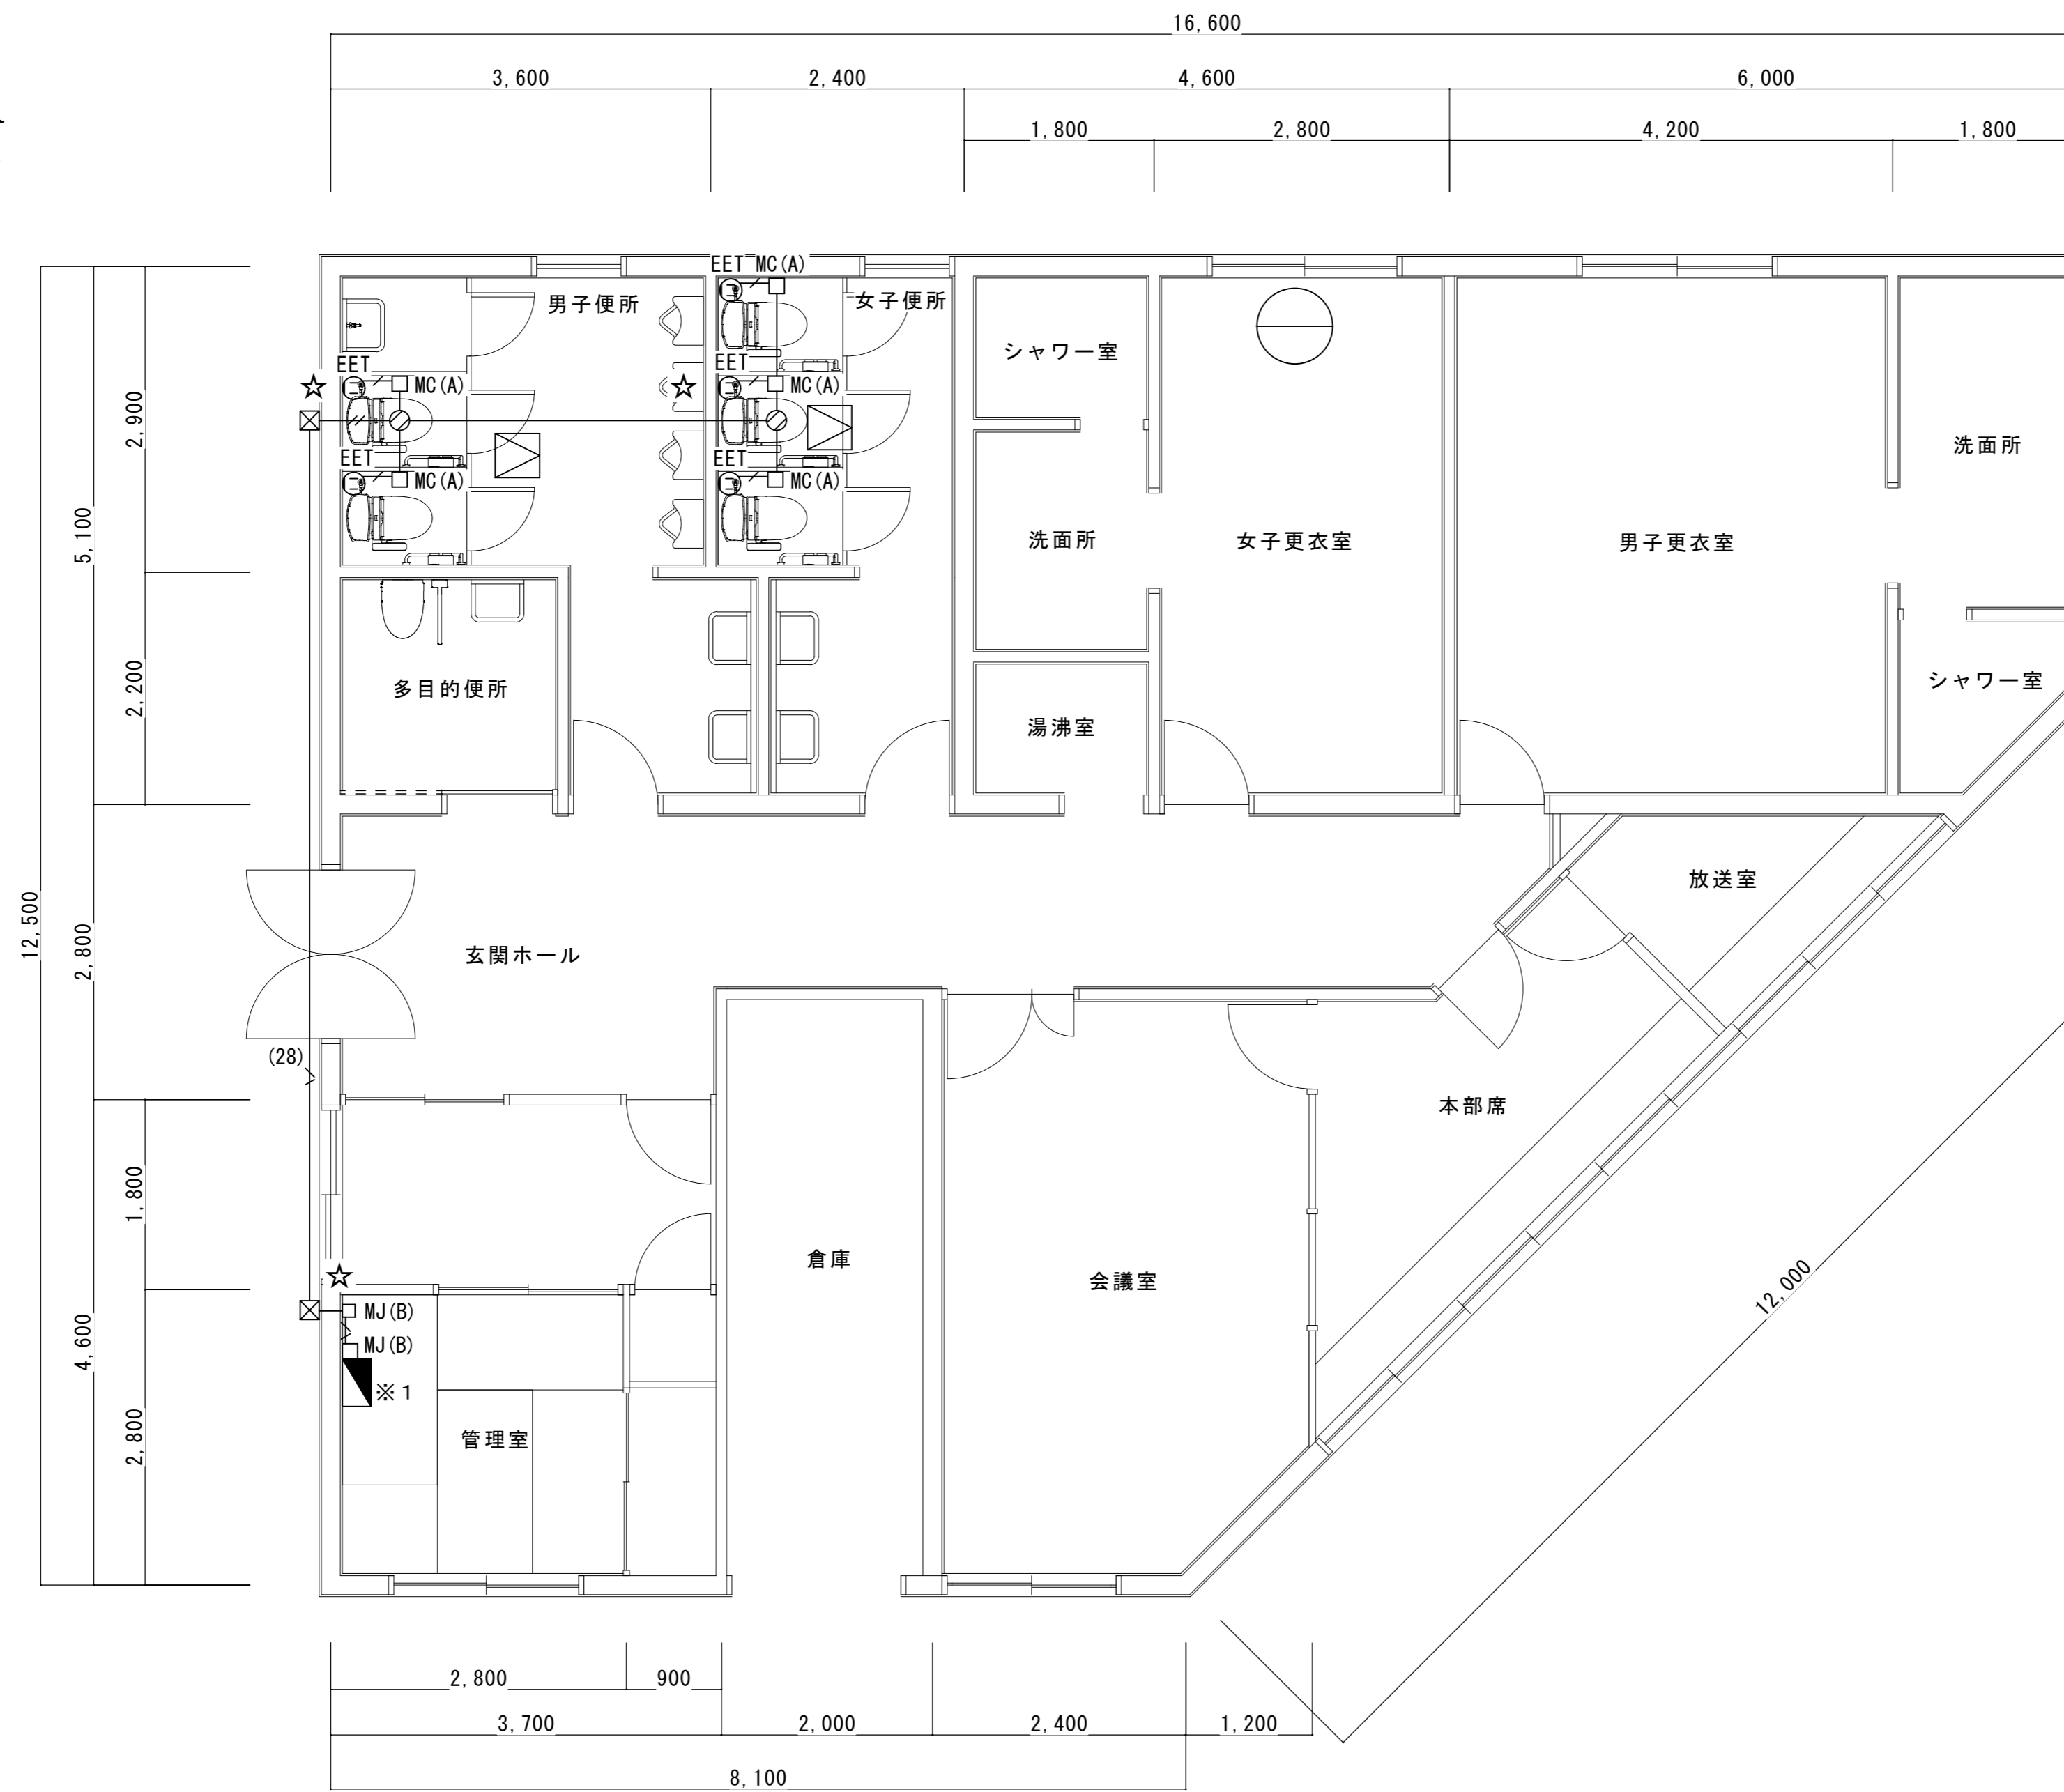 16,600
3,600
2,400
4,600
6,000
1,800
2,800
4,200
1,800
EET MC(A)
男子便所
女子便所
シャワー室
EET
EET
☆
MC(A)
☆
MC(A)
2,900
洗面所
EET
EET
MC(A)
MC(A)
5,100
洗面所
女子更衣室
男子更衣室
2,200
多目的便所
シャワー室
湯沸室
放送室
12,500
2,800
玄関ホール
(28)
本部席
1,800
倉庫
会議室
☆
12,000
MJ(B)
4,600
MJ(B)
※1
2,800
管理室
2,800
900
3,700
2,000
2,400
1,200
8,100